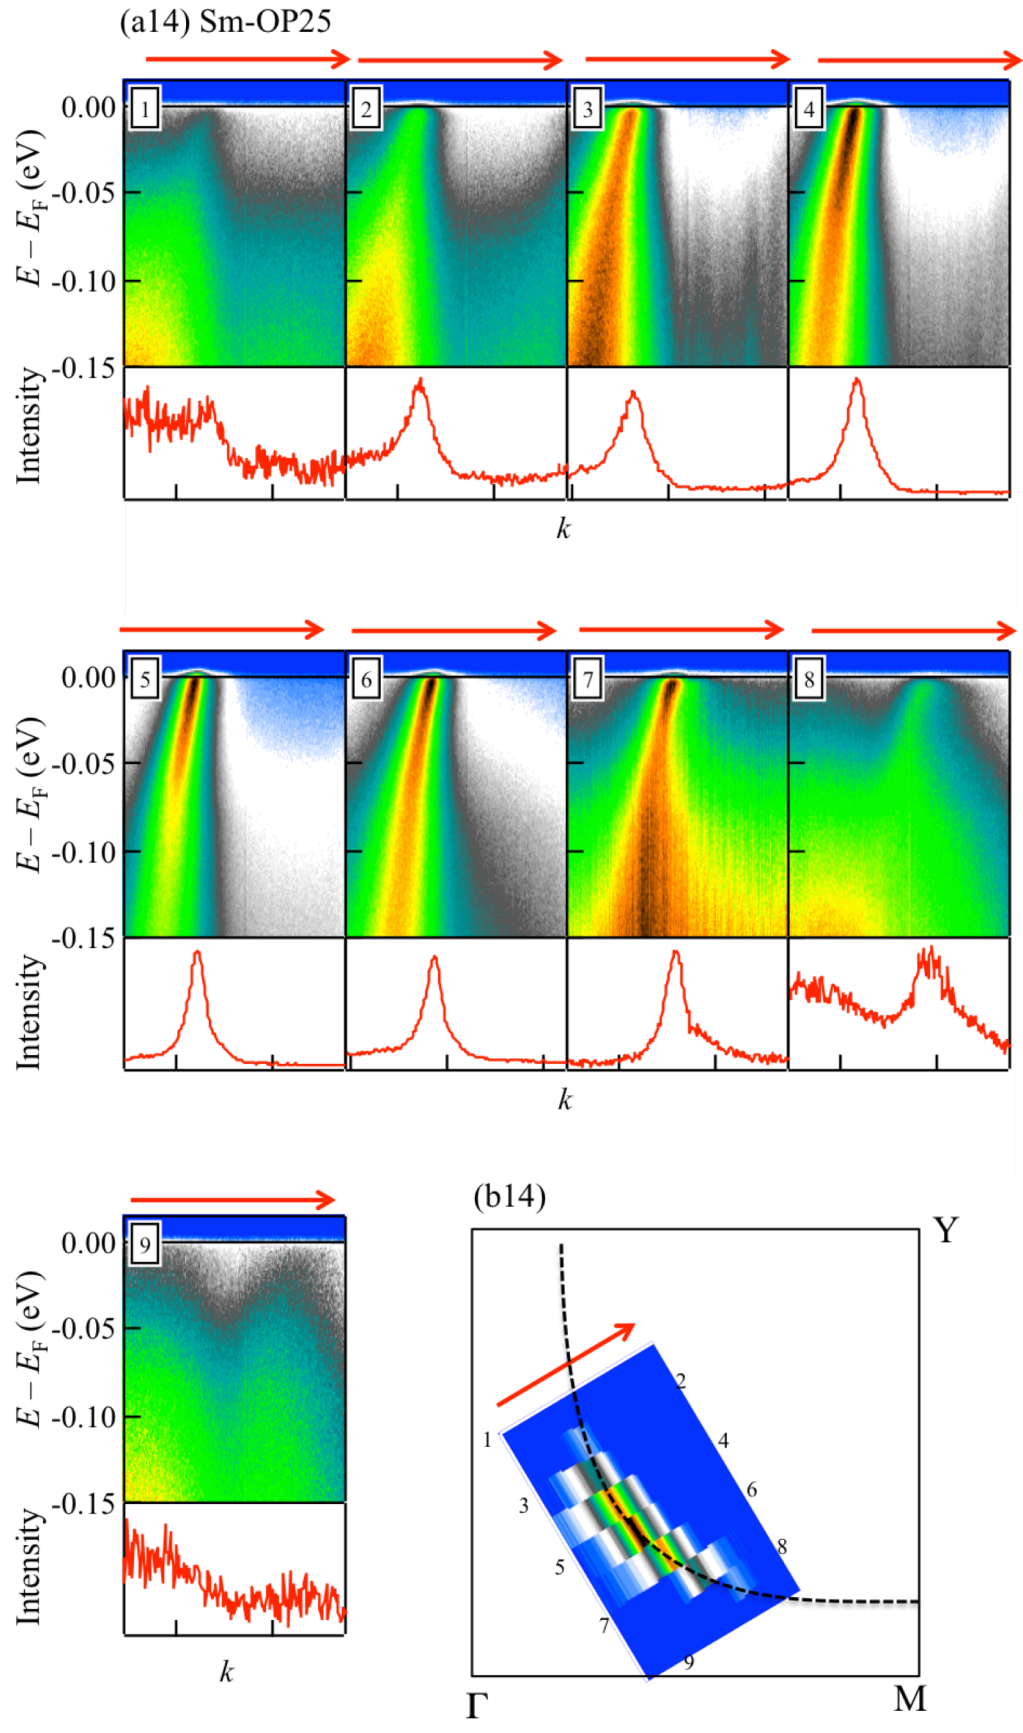 (a14) Sm-OP25
1 2 3 4
0.00
-0.05
-0.10
-0.15
E − EF (eV)
Intensity
k
5 6 7 8
0.00
-0.05
-0.10
-0.15
E − EF (eV)
Intensity
k
(b14)
9
0.00
-0.05
-0.10
-0.15
E − EF (eV)
Intensity
k
Y
2
1
4
6
3
8
5
7
9
Γ
M